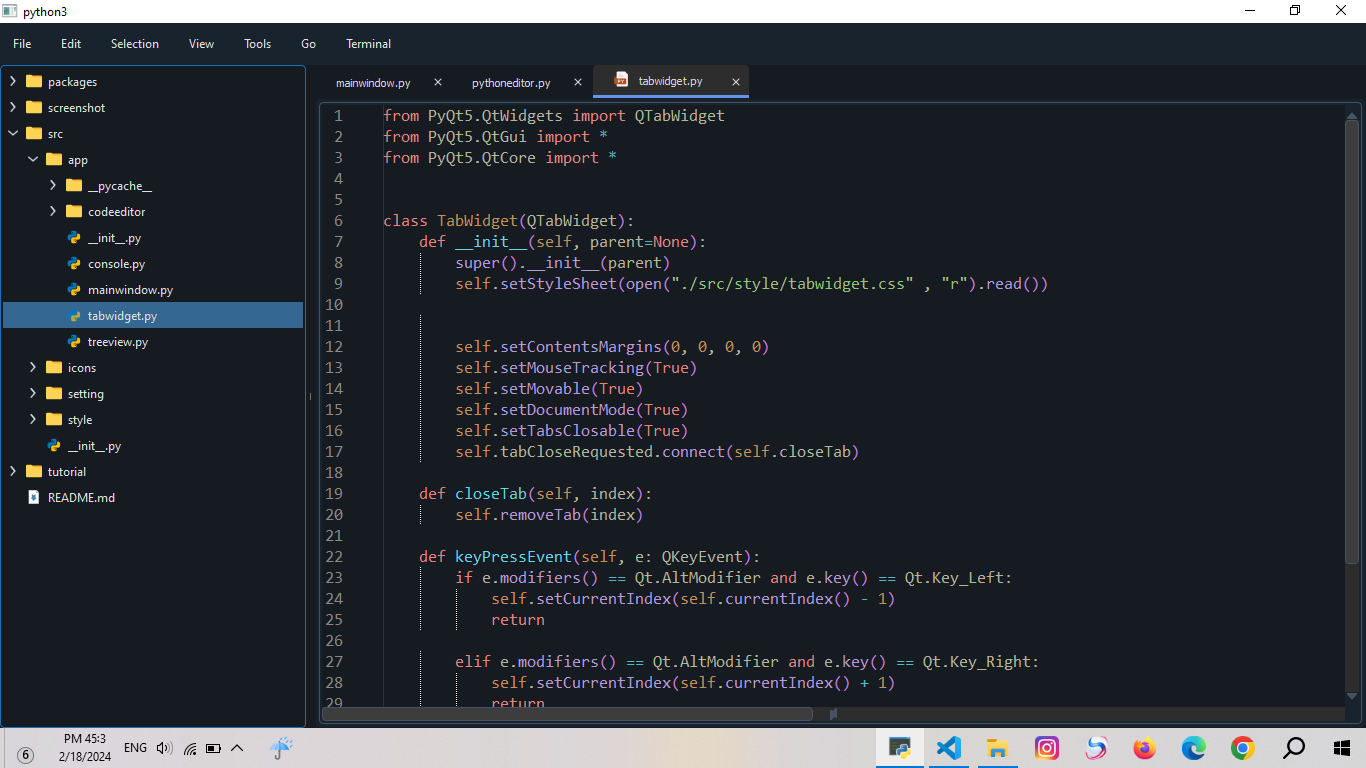 python3
File Edit Selection View Tools Go Terminal
packages
screenshot
src
app
__pycache__
codeeditor
__init__.py
console.py
mainwindow.py
tabwidget.py
treeview.py
icons
setting
style
__init__.py
tutorial
README.md
mainwindow.py pythoneditor.py tabwidget.py
1 from PyQt5.QtWidgets import QTabWidget
2 from PyQt5.QtGui import *
3 from PyQt5.QtCore import *
4
5
6 class TabWidget(QTabWidget):
7 def __init__(self, parent=None):
8 super().__init__(parent)
9 self.setStyleSheet(open("./src/style/tabwidget.css" , "r").read())
10
11
12 self.setContentsMargins(0, 0, 0, 0)
13 self.setMouseTracking(True)
14 self.setMovable(True)
15 self.setDocumentMode(True)
16 self.setTabsClosable(True)
17 self.tabCloseRequested.connect(self.closeTab)
18
19 def closeTab(self, index):
20 self.removeTab(index)
21
22 def keyPressEvent(self, e: QKeyEvent):
23 if e.modifiers() == Qt.AltModifier and e.key() == Qt.Key_Left:
24 self.setCurrentIndex(self.currentIndex() - 1)
25 return
26
27 elif e.modifiers() == Qt.AltModifier and e.key() == Qt.Key_Right:
28 self.setCurrentIndex(self.currentIndex() + 1)
29 return
6
PM 45:3
2/18/2024
ENG